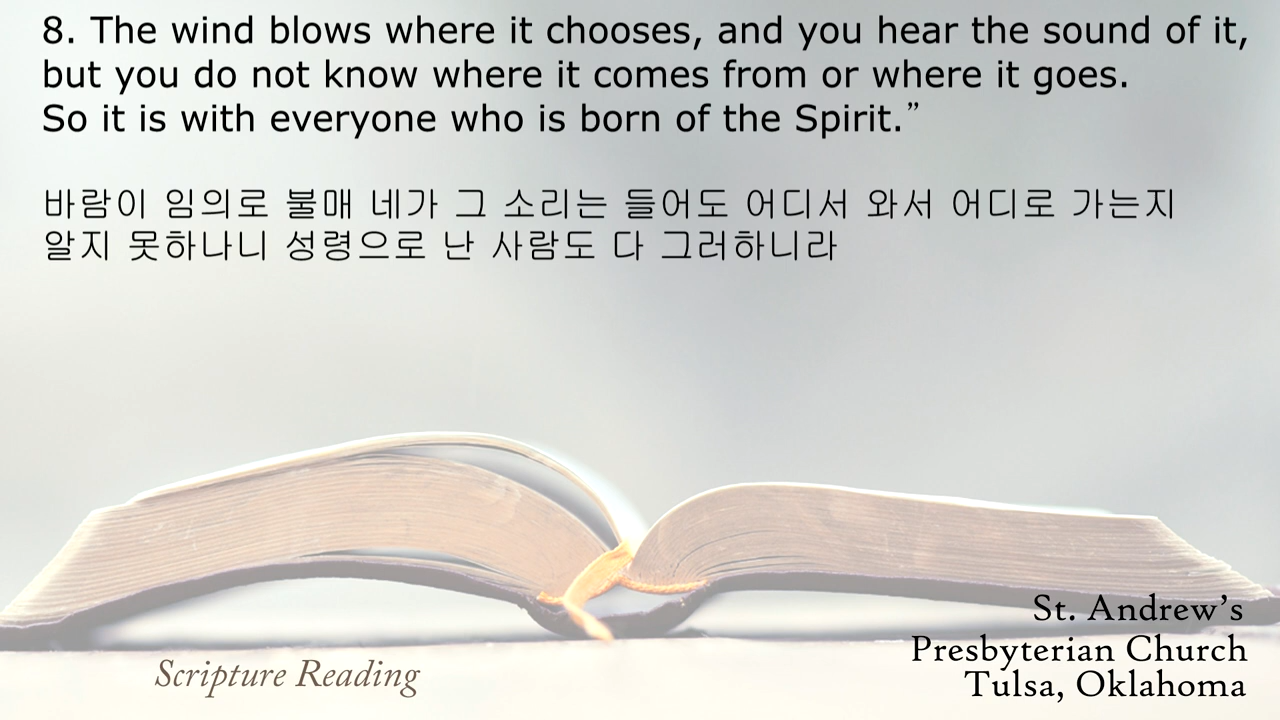 8. The wind blows where it chooses, and you hear the sound of it,
but you do not know where it comes from or where it goes.
So it is with everyone who is born of the Spirit.”
바람이 임의로 불매 네가 그 소리는 들어도 어디서 와서 어디로 가는지
알지 못하나니 성령으로 난 사람도 다 그러하니라
St. Andrew’s
Presbyterian Church
Tulsa, Oklahoma
Scripture Reading